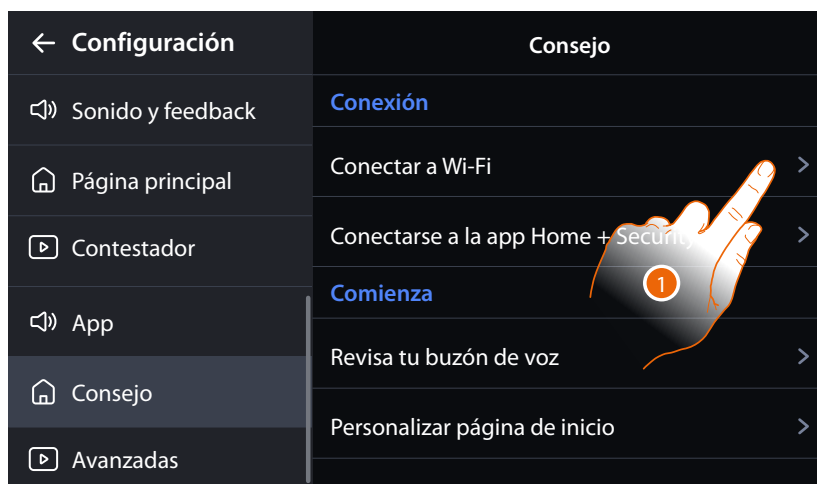 Configuración
Sonido y feedback
Página principal
Contestador
App
Consejo
Avanzadas
Consejo
Conexión
Conectar a Wi-Fi
Conectarse a la app Home + Security
Comienza
Revisa tu buzón de voz
Personalizar página de inicio
1